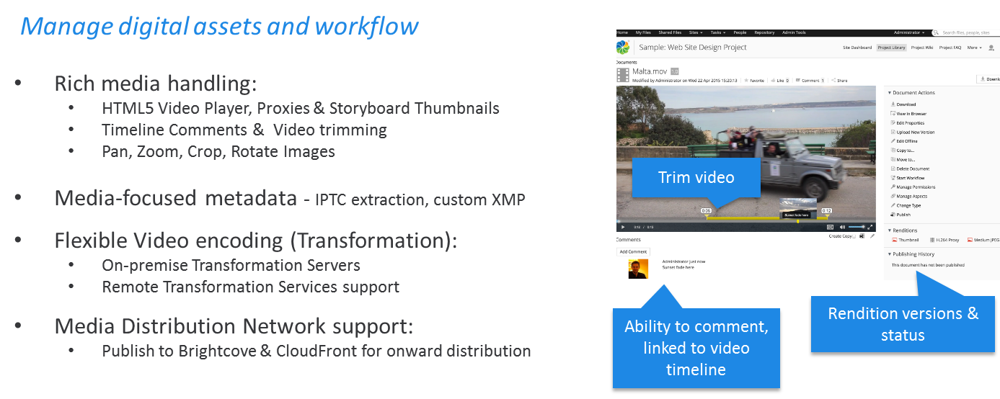 Manage digital assets and workflow
• Rich media handling:
• HTML5 Video Player, Proxies & Storyboard Thumbnails
• Timeline Comments & Video trimming
• Pan, Zoom, Crop, Rotate Images
• Media-focused metadata - IPTC extraction, custom XMP
• Flexible Video encoding (Transformation):
• On-premise Transformation Servers
• Remote Transformation Services support
• Media Distribution Network support:
• Publish to Brightcove & CloudFront for onward distribution
Home My Files Shared Files Sites Tasks People Repository Admin Tools Administrator Search files, people, sites
Sample: Web Site Design Project Site Dashboard Project Library Project Wiki Project FAQ More
Documents
Malta.mov 1.0
Modified by Administrator on Wed 22 Apr 2015 15:20:13 Favorite Like 0 Comment 1 Share
Downl
Trim video
0:05 0:12
Sunset fade here
0:12 / 0:15
Create Copy
Comments
Add Comment
Administrator just now
Sunset fade here
Document Actions
Download
View In Browser
Edit Properties
Upload New Version
Edit Offline
Copy to...
Move to...
Delete Document
Start Workflow
Manage Permissions
Manage Aspects
Change Type
Publish
Renditions
Thumbnail H.264 Proxy Medium JPEG
Publishing History
This document has not been published
Ability to comment,
linked to video
timeline
Rendition versions &
status